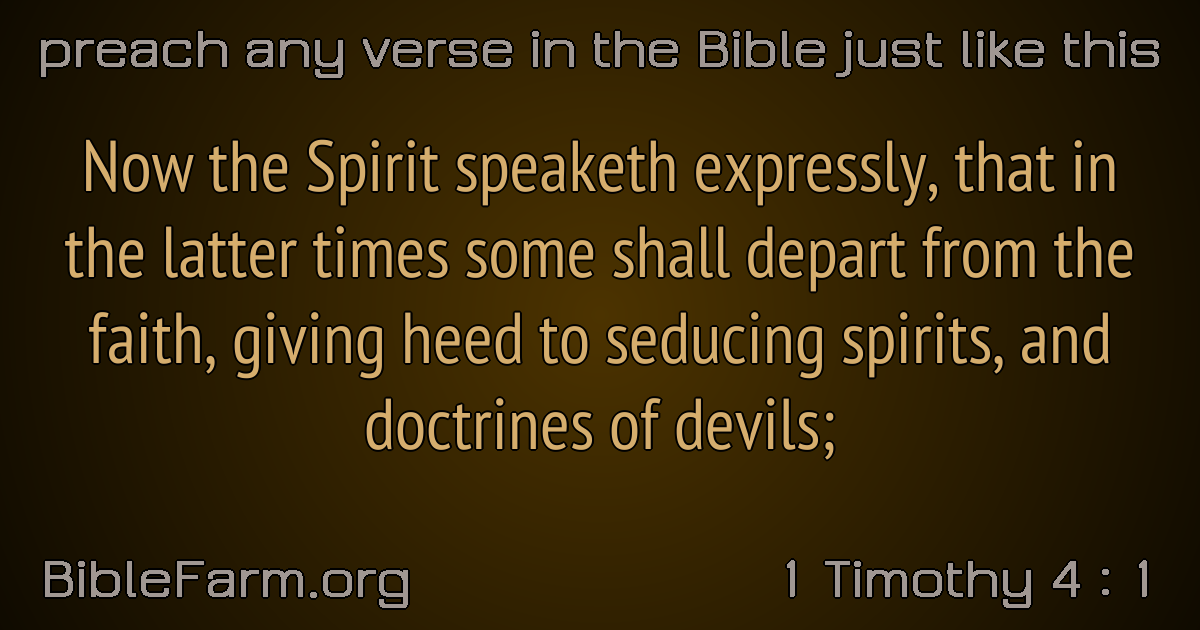 preach any verse in the Bible just like this
Now the Spirit speaketh expressly, that in
the latter times some shall depart from the
faith, giving heed to seducing spirits, and
doctrines of devils;
BibleFarm.org
1 Timothy 4 : 1